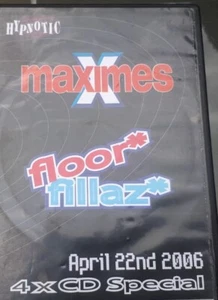 HYPNOTIC
maximes
X
floor*
fillaz*
April 22nd 2006
4xCD Special